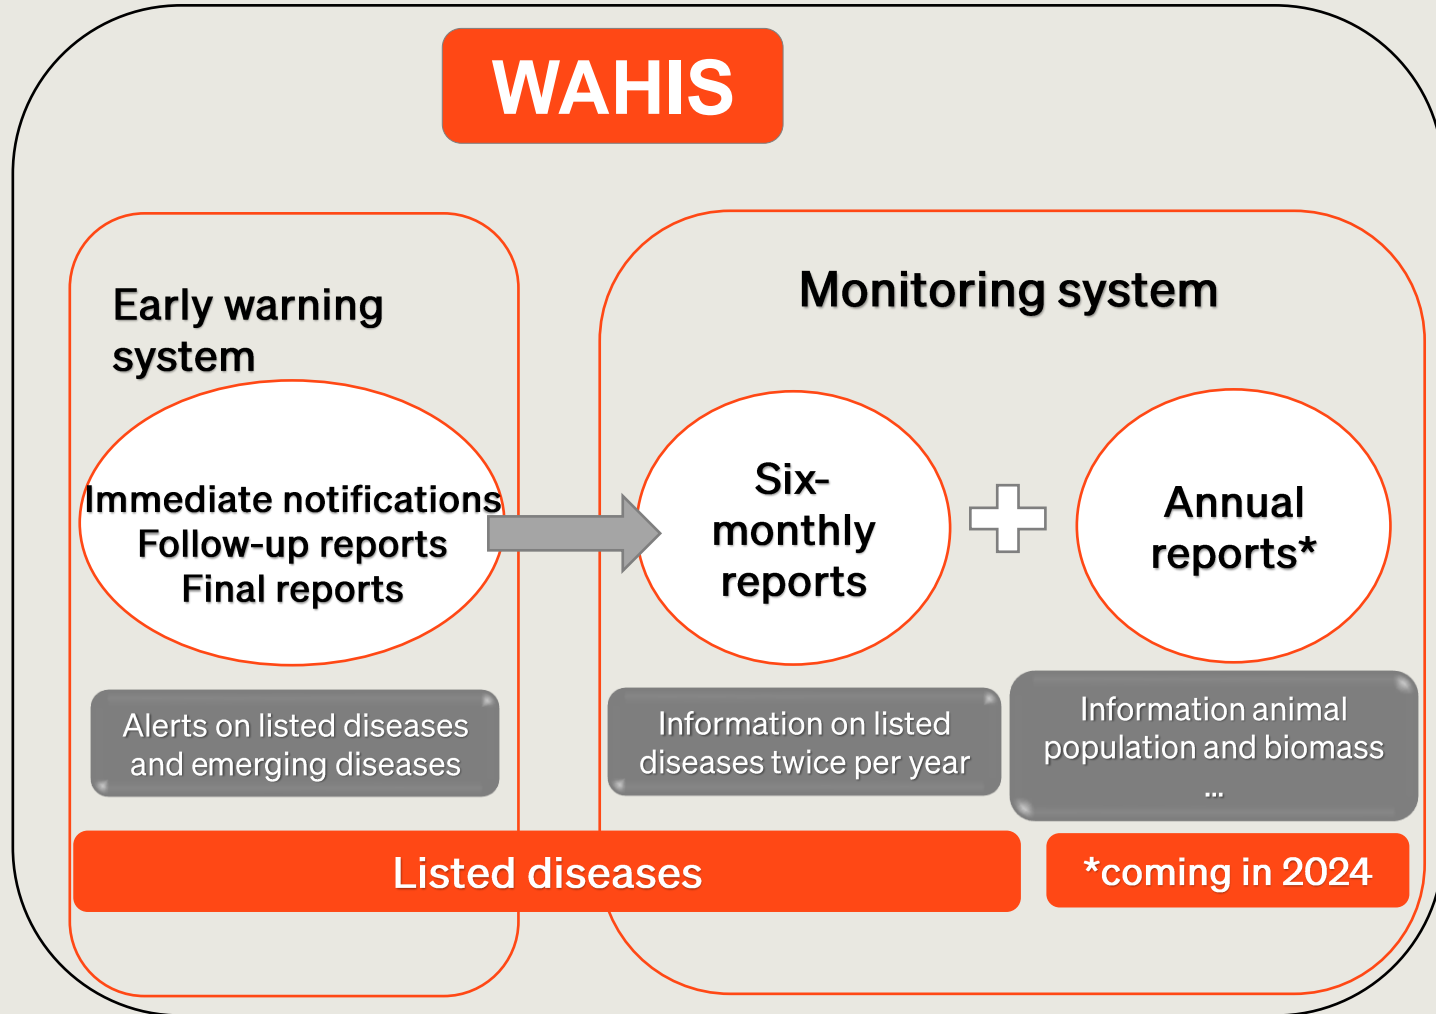 WAHIS
Early warning
system
Immediate notifications
Follow-up reports
Final reports
Alerts on listed diseases
and emerging diseases
Monitoring system
Six-
monthly
reports
Annual
reports*
Information on listed
diseases twice per year
Information animal
population and biomass
...
Listed diseases
*coming in 2024